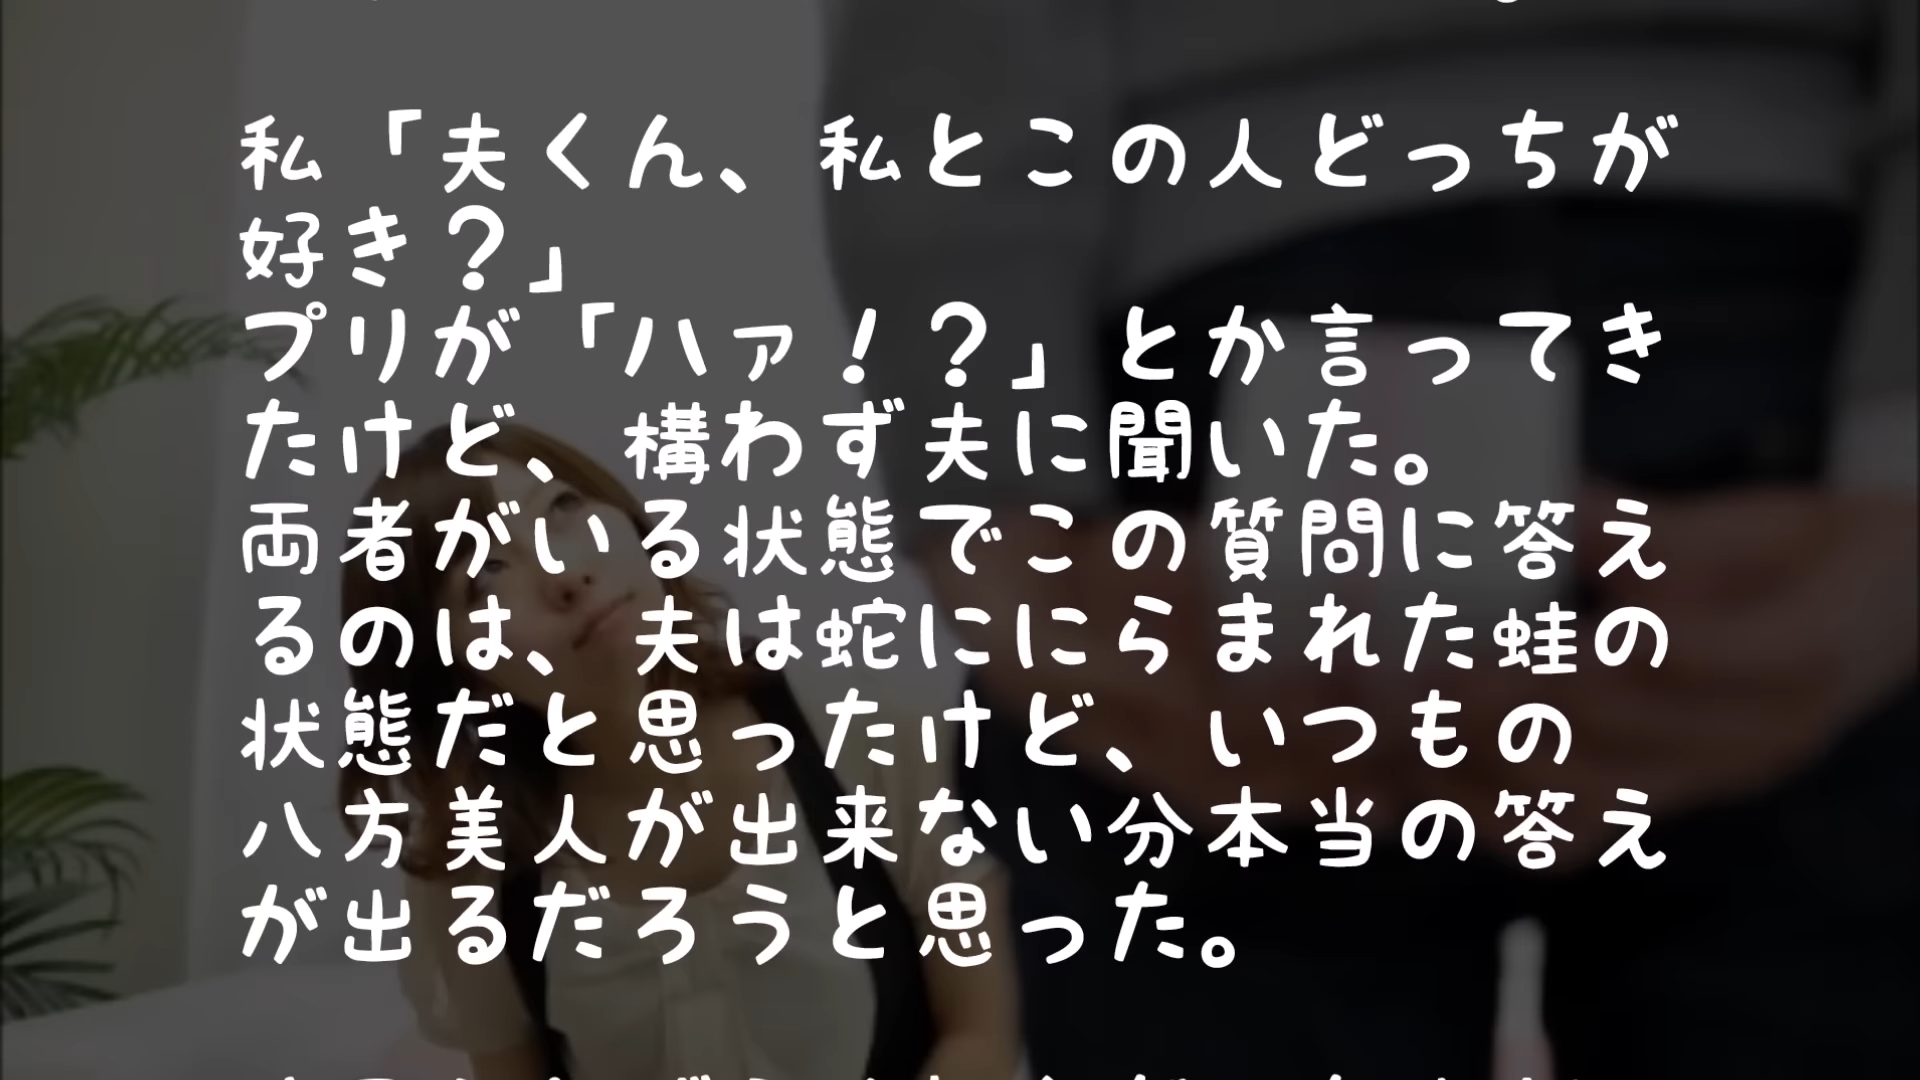 私「夫くん、私とこの人どっちが
好き？」
プリが「ハァ！？」とか言ってき
たけど、構わず夫に聞いた。
両者がいる状態でこの質問に答え
るのは、夫は蛇ににらまれた蛙の
状態だと思ったけど、いつもの
八方美人が出来ない分本当の答え
が出るだろうと思った。